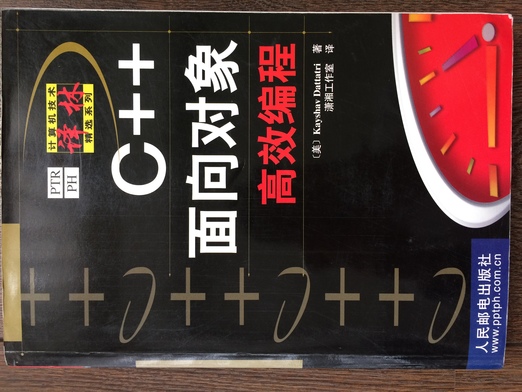 PTR
PH
计算机技术
译林
精选系列
C++
面向对象
高效编程
〔美〕Kayshav Dattatri 著
潇湘工作室 译
C++C++C++C++
人民邮电出版社
www.pptph.com.cn